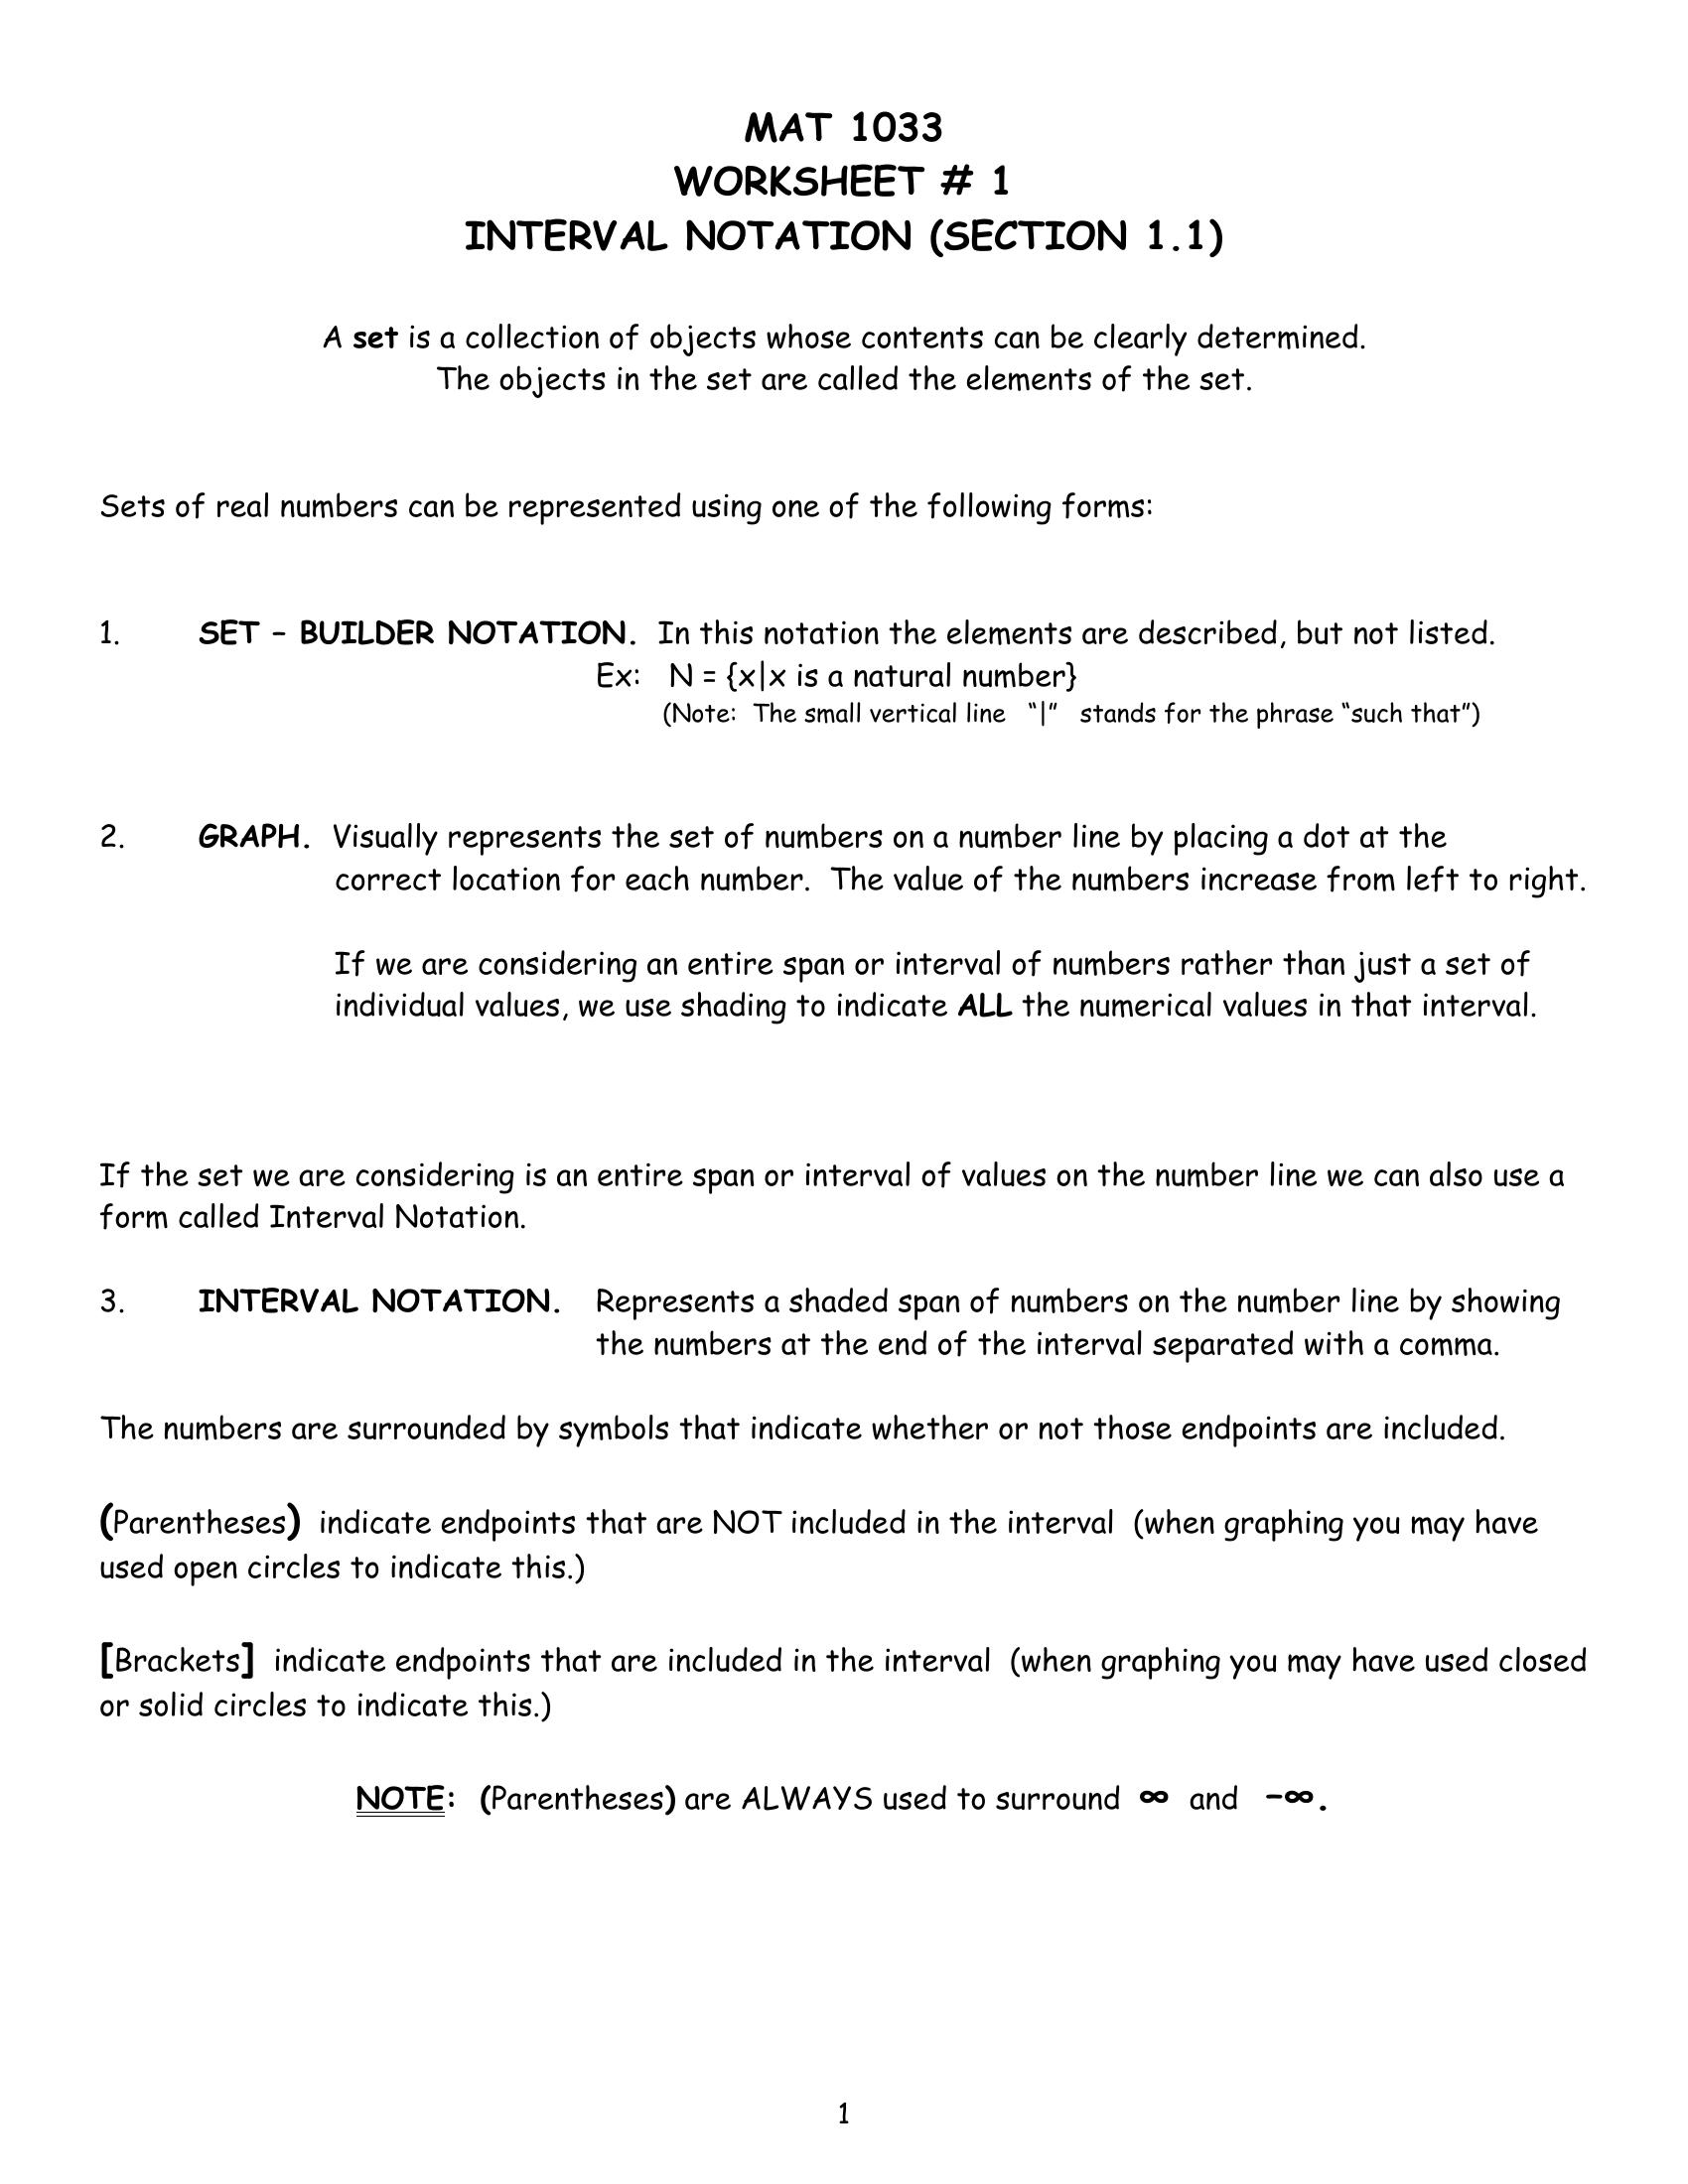 MAT 1033
WORKSHEET # 1
INTERVAL NOTATION (SECTION 1.1)
A set is a collection of objects whose contents can be clearly determined.
The objects in the set are called the elements of the set.
Sets of real numbers can be represented using one of the following forms:
1. SET – BUILDER NOTATION. In this notation the elements are described, but not listed.
Ex: N = {x|x is a natural number}
(Note: The small vertical line “|” stands for the phrase “such that”)
2. GRAPH. Visually represents the set of numbers on a number line by placing a dot at the
correct location for each number. The value of the numbers increase from left to right.
If we are considering an entire span or interval of numbers rather than just a set of
individual values, we use shading to indicate ALL the numerical values in that interval.
If the set we are considering is an entire span or interval of values on the number line we can also use a
form called Interval Notation.
3. INTERVAL NOTATION. Represents a shaded span of numbers on the number line by showing
the numbers at the end of the interval separated with a comma.
The numbers are surrounded by symbols that indicate whether or not those endpoints are included.
(Parentheses) indicate endpoints that are NOT included in the interval (when graphing you may have
used open circles to indicate this.)
[Brackets] indicate endpoints that are included in the interval (when graphing you may have used closed
or solid circles to indicate this.)
NOTE: (Parentheses) are ALWAYS used to surround ∞ and -∞.
1